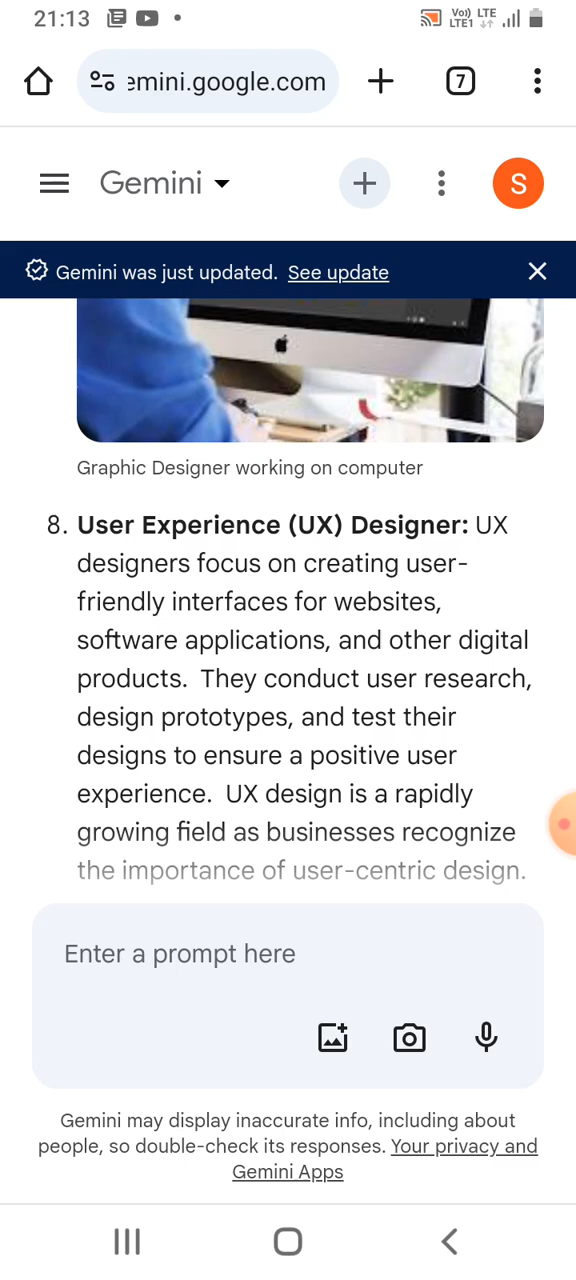 21:13
Vo)) LTE
LTE1
emini.google.com
7
Gemini
S
Gemini was just updated. See update
Graphic Designer working on computer
8. User Experience (UX) Designer: UX
designers focus on creating user-
friendly interfaces for websites,
software applications, and other digital
products. They conduct user research,
design prototypes, and test their
designs to ensure a positive user
experience. UX design is a rapidly
growing field as businesses recognize
the importance of user-centric design.
Enter a prompt here
Gemini may display inaccurate info, including about
people, so double-check its responses. Your privacy and
Gemini Apps